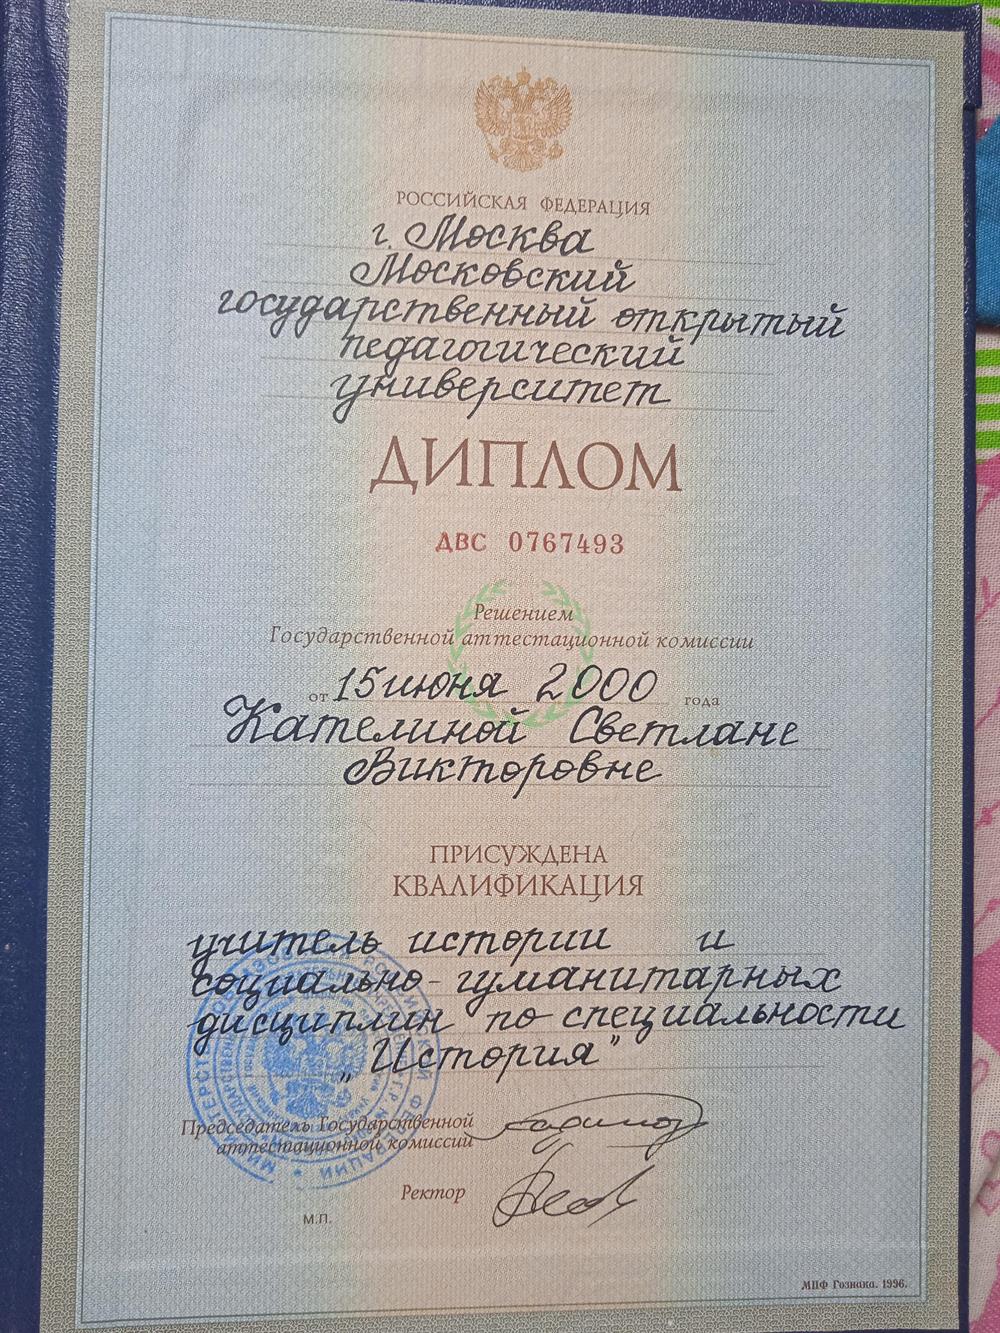 РОССИЙСКАЯ ФЕДЕРАЦИЯ
г. Москва
Московский
государственный открытый
педагогический
университет
ДИПЛОМ
ДВС 0767493
Решением
Государственной аттестационной комиссии
от 15 июня 2000 года
Кателиной Светлане
Викторовне
ПРИСУЖДЕНА
КВАЛИФИКАЦИЯ
учитель истории и
социально-гуманитарных
дисциплин по специальности
„История"
Председатель Государственной
аттестационной комиссии
Ректор
М.П.
МПФ Гознака. 1996.